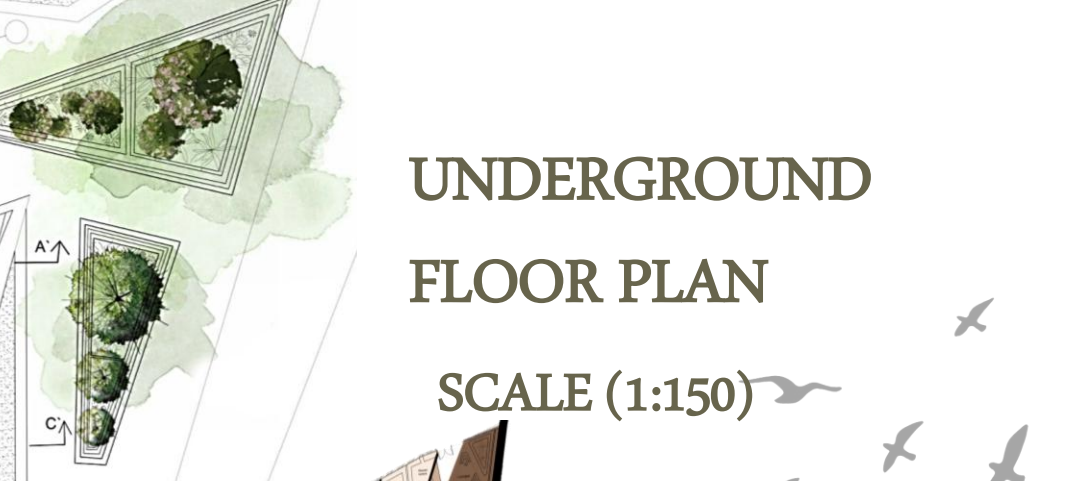 UNDERGROUND
FLOOR PLAN
A`
SCALE (1:150)
C`